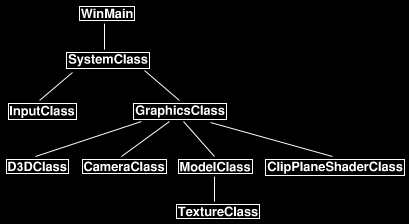 WinMain
SystemClass
InputClass
GraphicsClass
D3DClass
CameraClass
ModelClass
ClipPlaneShaderClass
TextureClass